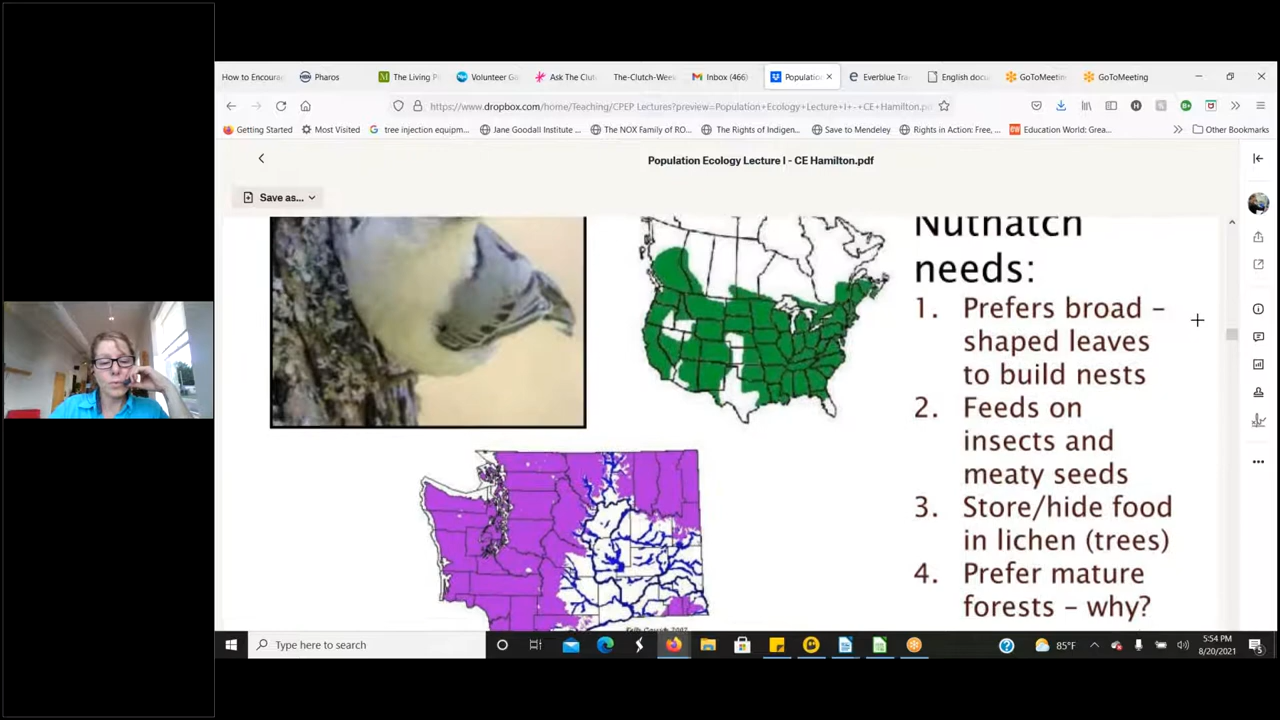 How to Encourag
Pharos
The Living P
Volunteer Ge
Ask The Clut
The-Clutch-Week
Inbox (466)
Populatio
Everblue Tra
English docu
GoToMeetin
GoToMeeting
https://www.dropbox.com/home/Teaching/CPEP Lectures?preview=Population+Ecology+Lecture+I+-+CE+Hamilton.pd
Getting Started
Most Visited
tree injection equipm...
Jane Goodall Institute ...
The NOX Family of RO...
The Rights of Indigen...
Save to Mendeley
Rights in Action: Free, ...
Education World: Grea...
Other Bookmarks
Population Ecology Lecture I - CE Hamilton.pdf
Save as...
Nuthatch
needs:
1. Prefers broad –
shaped leaves
to build nests
2. Feeds on
insects and
meaty seeds
3. Store/hide food
in lichen (trees)
4. Prefer mature
forests – why?
Type here to search
85°F
5:54 PM
8/20/2021